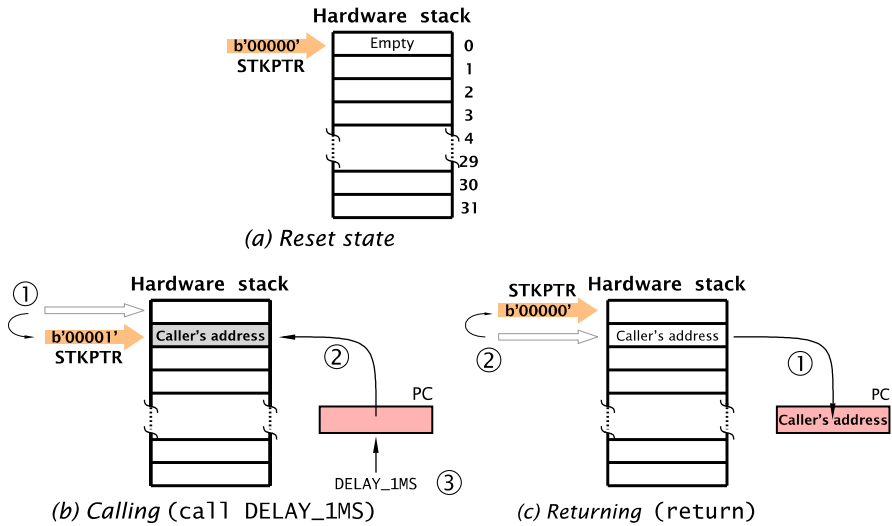 Hardware stack
b'00000'
STKPTR
Empty
0
1
2
3
4
29
30
31
(a) Reset state
Hardware stack
①
b'00001'
STKPTR
Caller's address
②
PC
DELAY_1MS
③
(b) Calling (call DELAY_1MS)
Hardware stack
STKPTR
b'00000'
②
Caller's address
①
PC
Caller's address
(c) Returning (return)